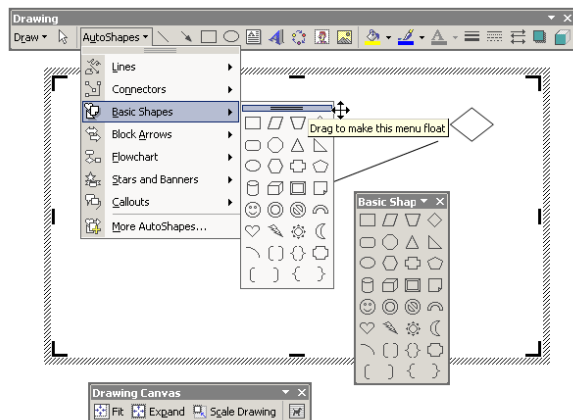 Drawing
Draw AutoShapes
Lines
Connectors
Basic Shapes
Block Arrows
Flowchart
Stars and Banners
Callouts
More AutoShapes...
Drag to make this menu float
Basic Shap
Drawing Canvas
Fit Expand Scale Drawing